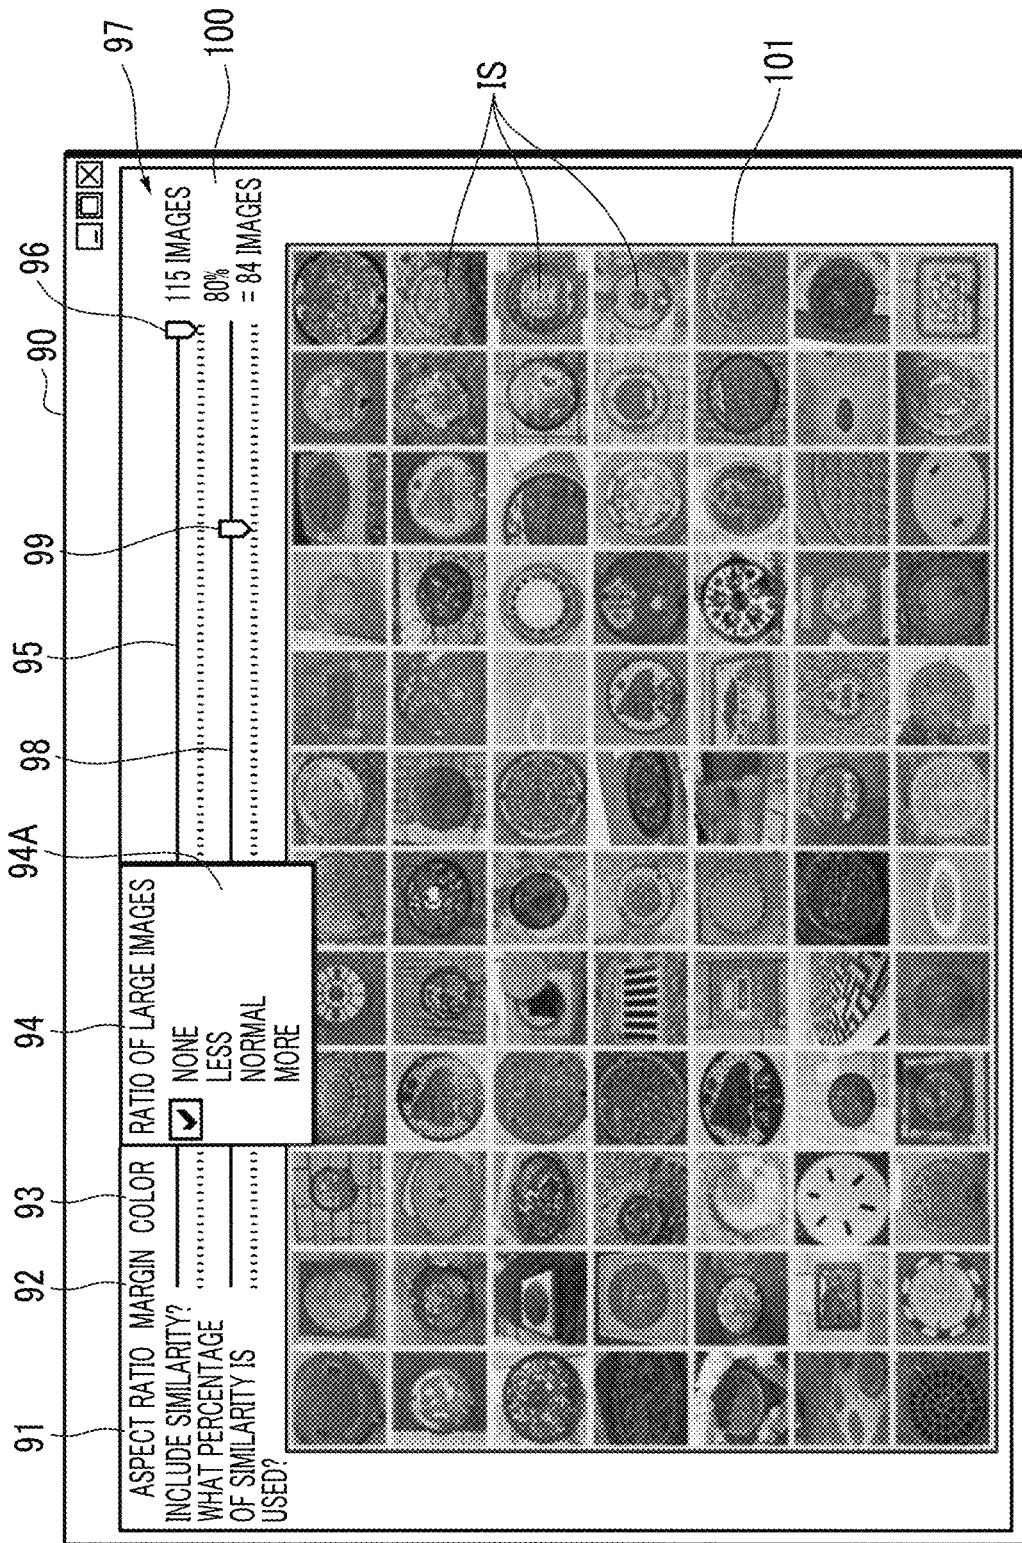 90
91
92
93
94
94A
98
95
99
96
97
100
ASPECT RATIO MARGIN COLOR RATIO OF LARGE IMAGES
NONE
LESS
NORMAL
MORE
INCLUDE SIMILARITY?
115 IMAGES
WHAT PERCENTAGE
OF SIMILARITY IS
USED?
80%
= 84 IMAGES
IS
101